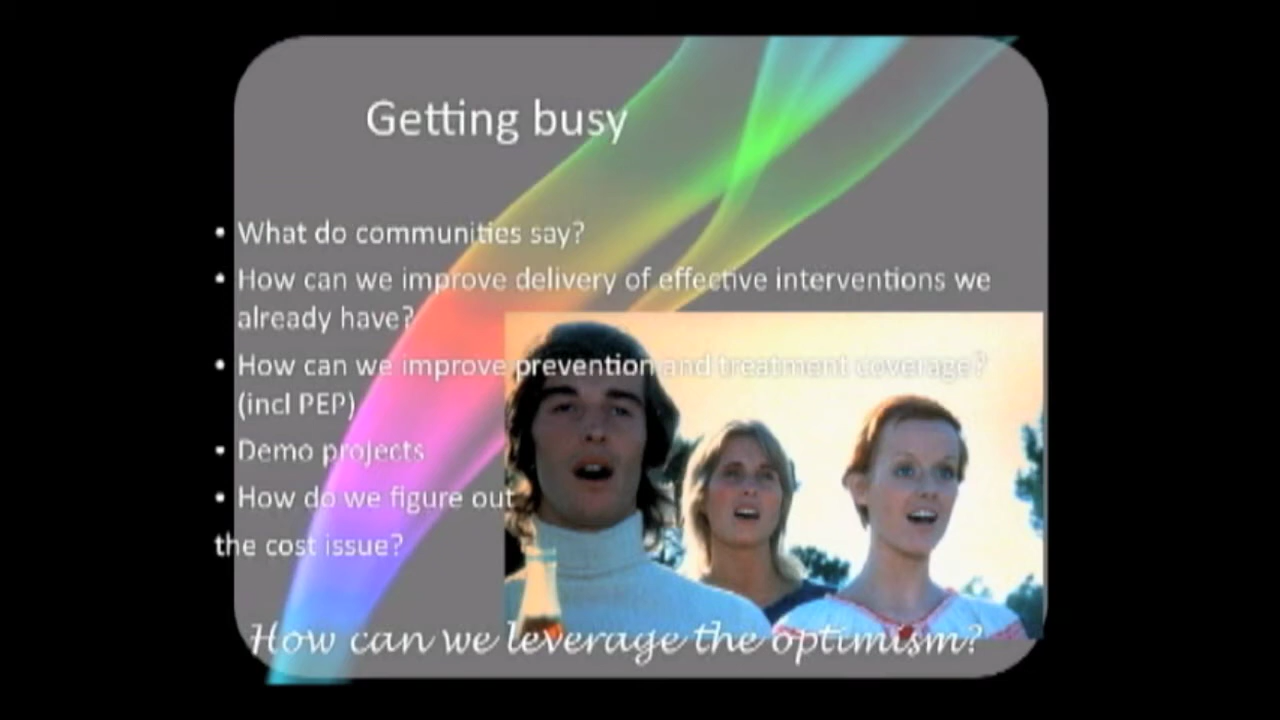 Getting busy
• What do communities say?
• How can we improve delivery of effective interventions we
already have?
• How can we improve prevention and treatment coverage?
(incl PEP)
• Demo projects
• How do we figure out
the cost issue?
How can we leverage the optimism?